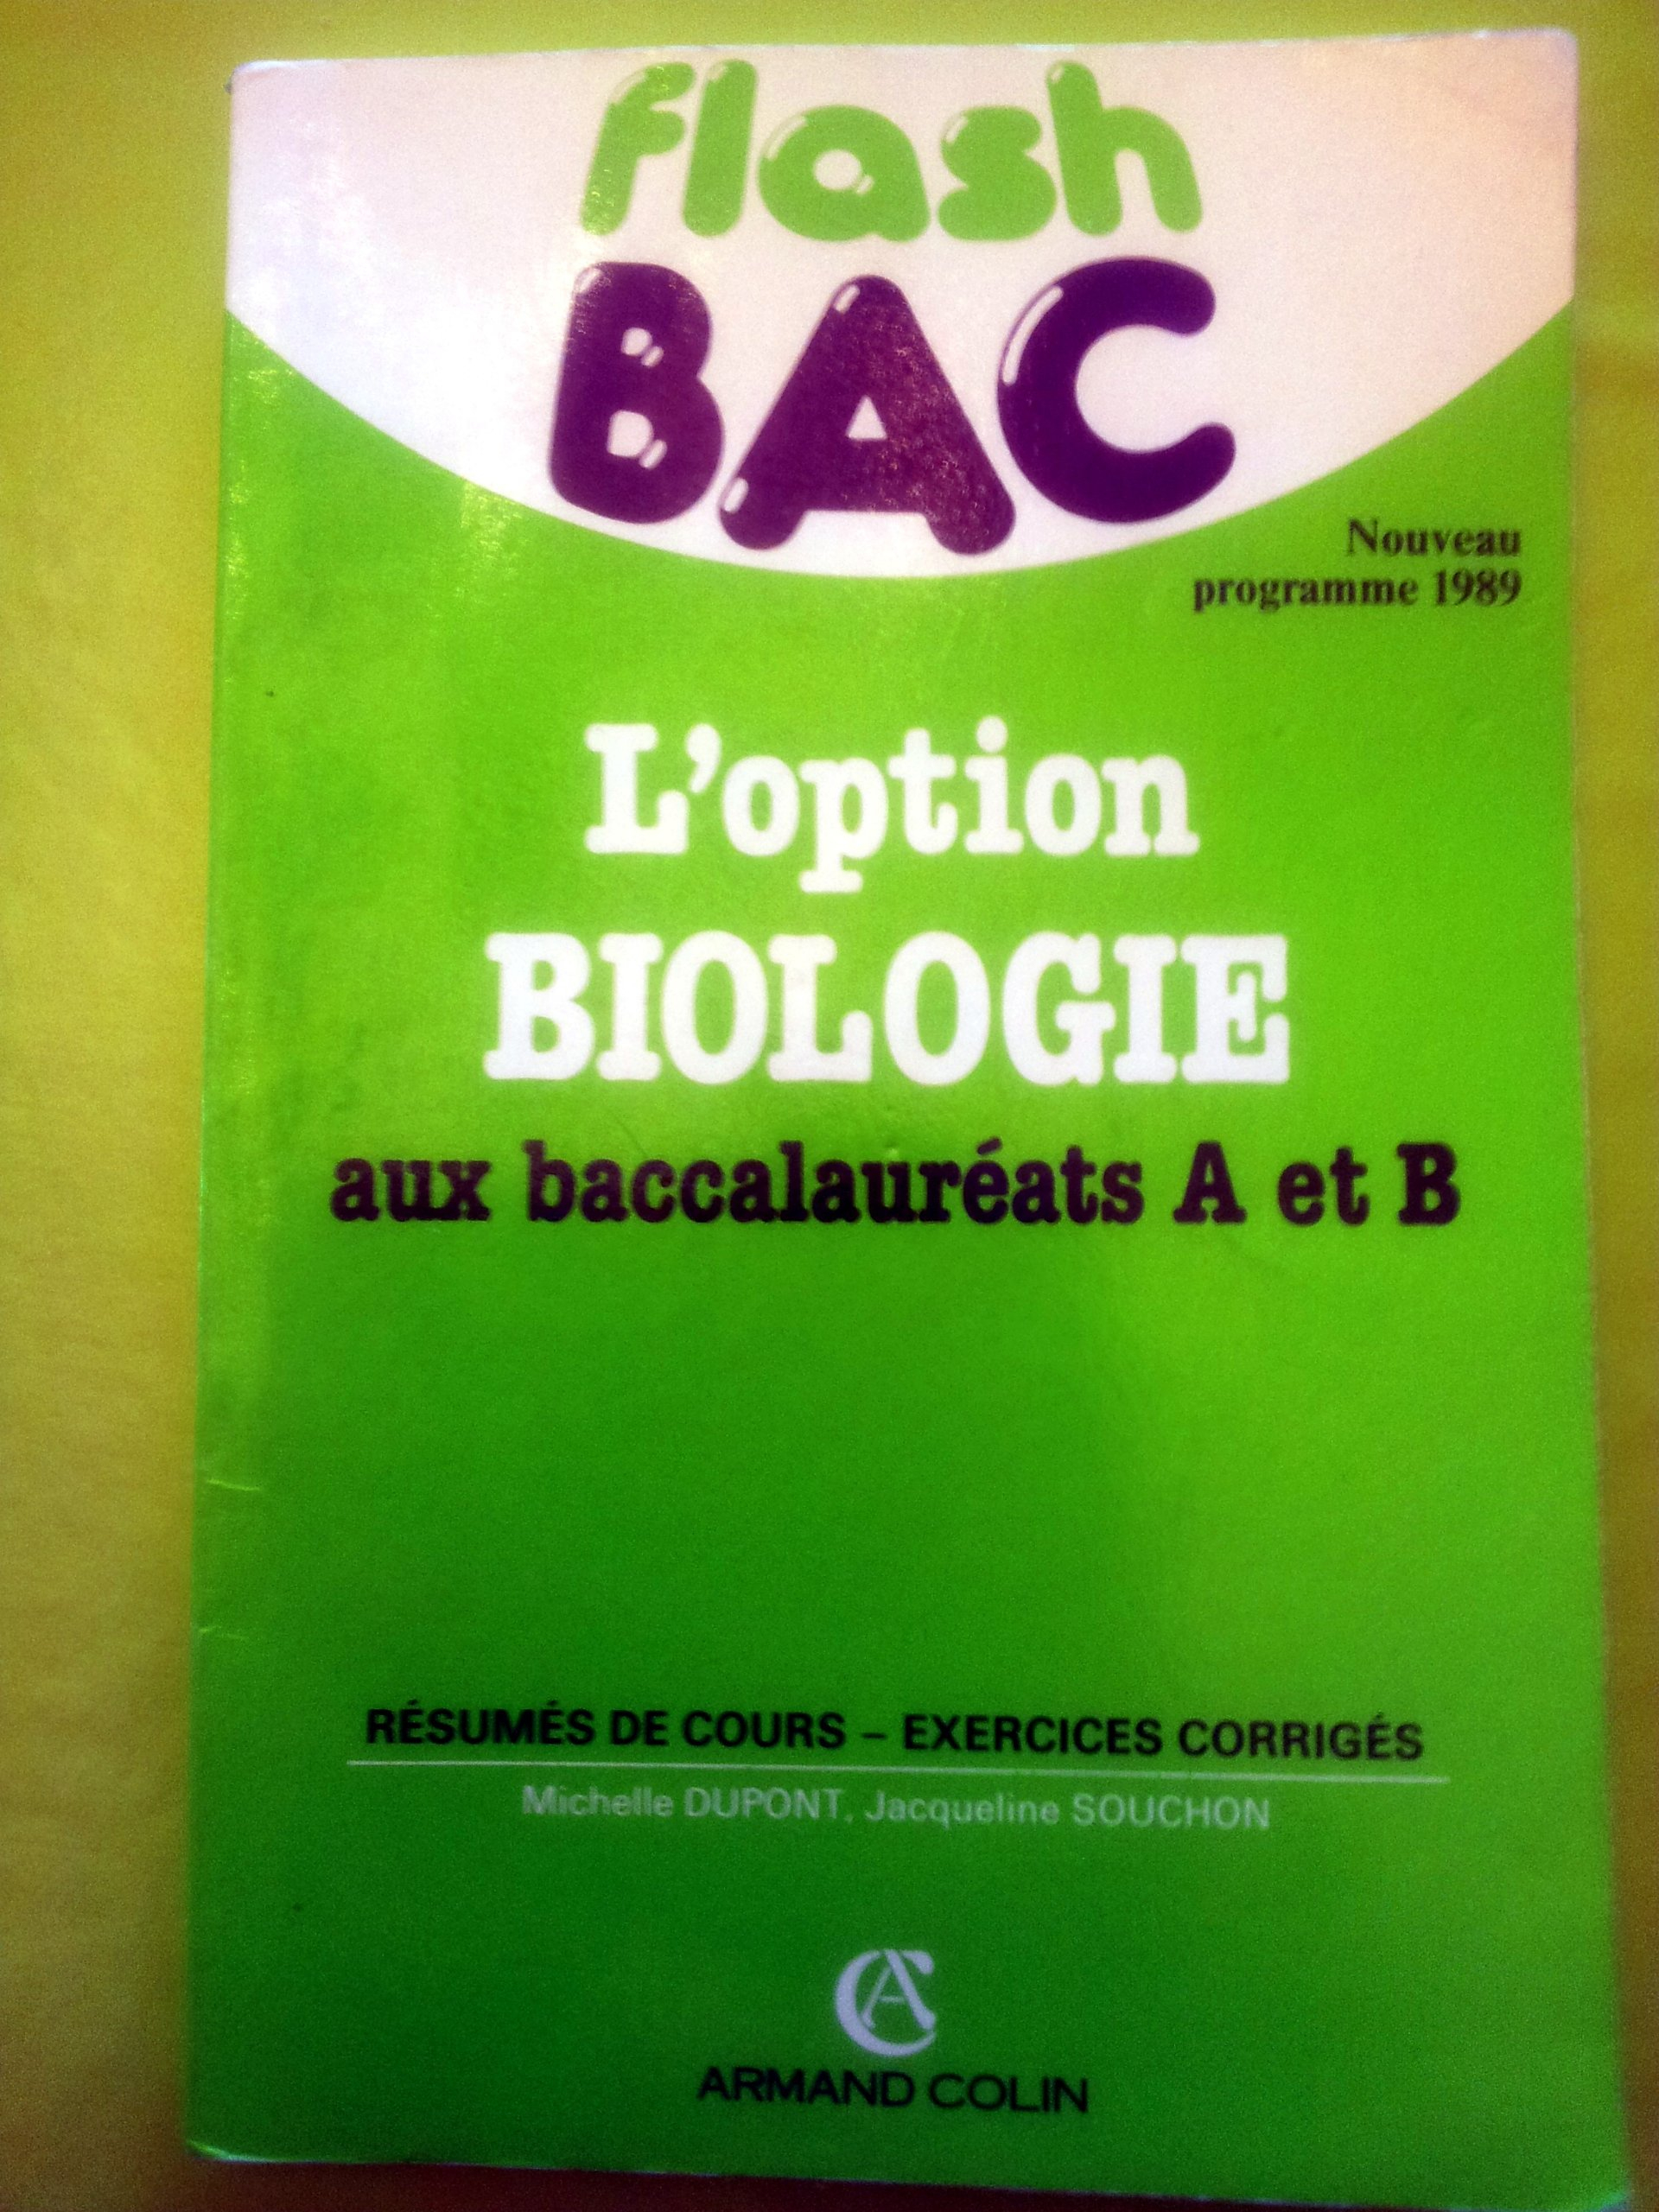 flash
BAC
Nouveau
programme 1989
L'option
BIOLOGIE
aux baccalauréats A et B
RÉSUMÉS DE COURS – EXERCICES CORRIGÉS
Michelle DUPONT, Jacqueline SOUCHON
CA
ARMAND COLIN